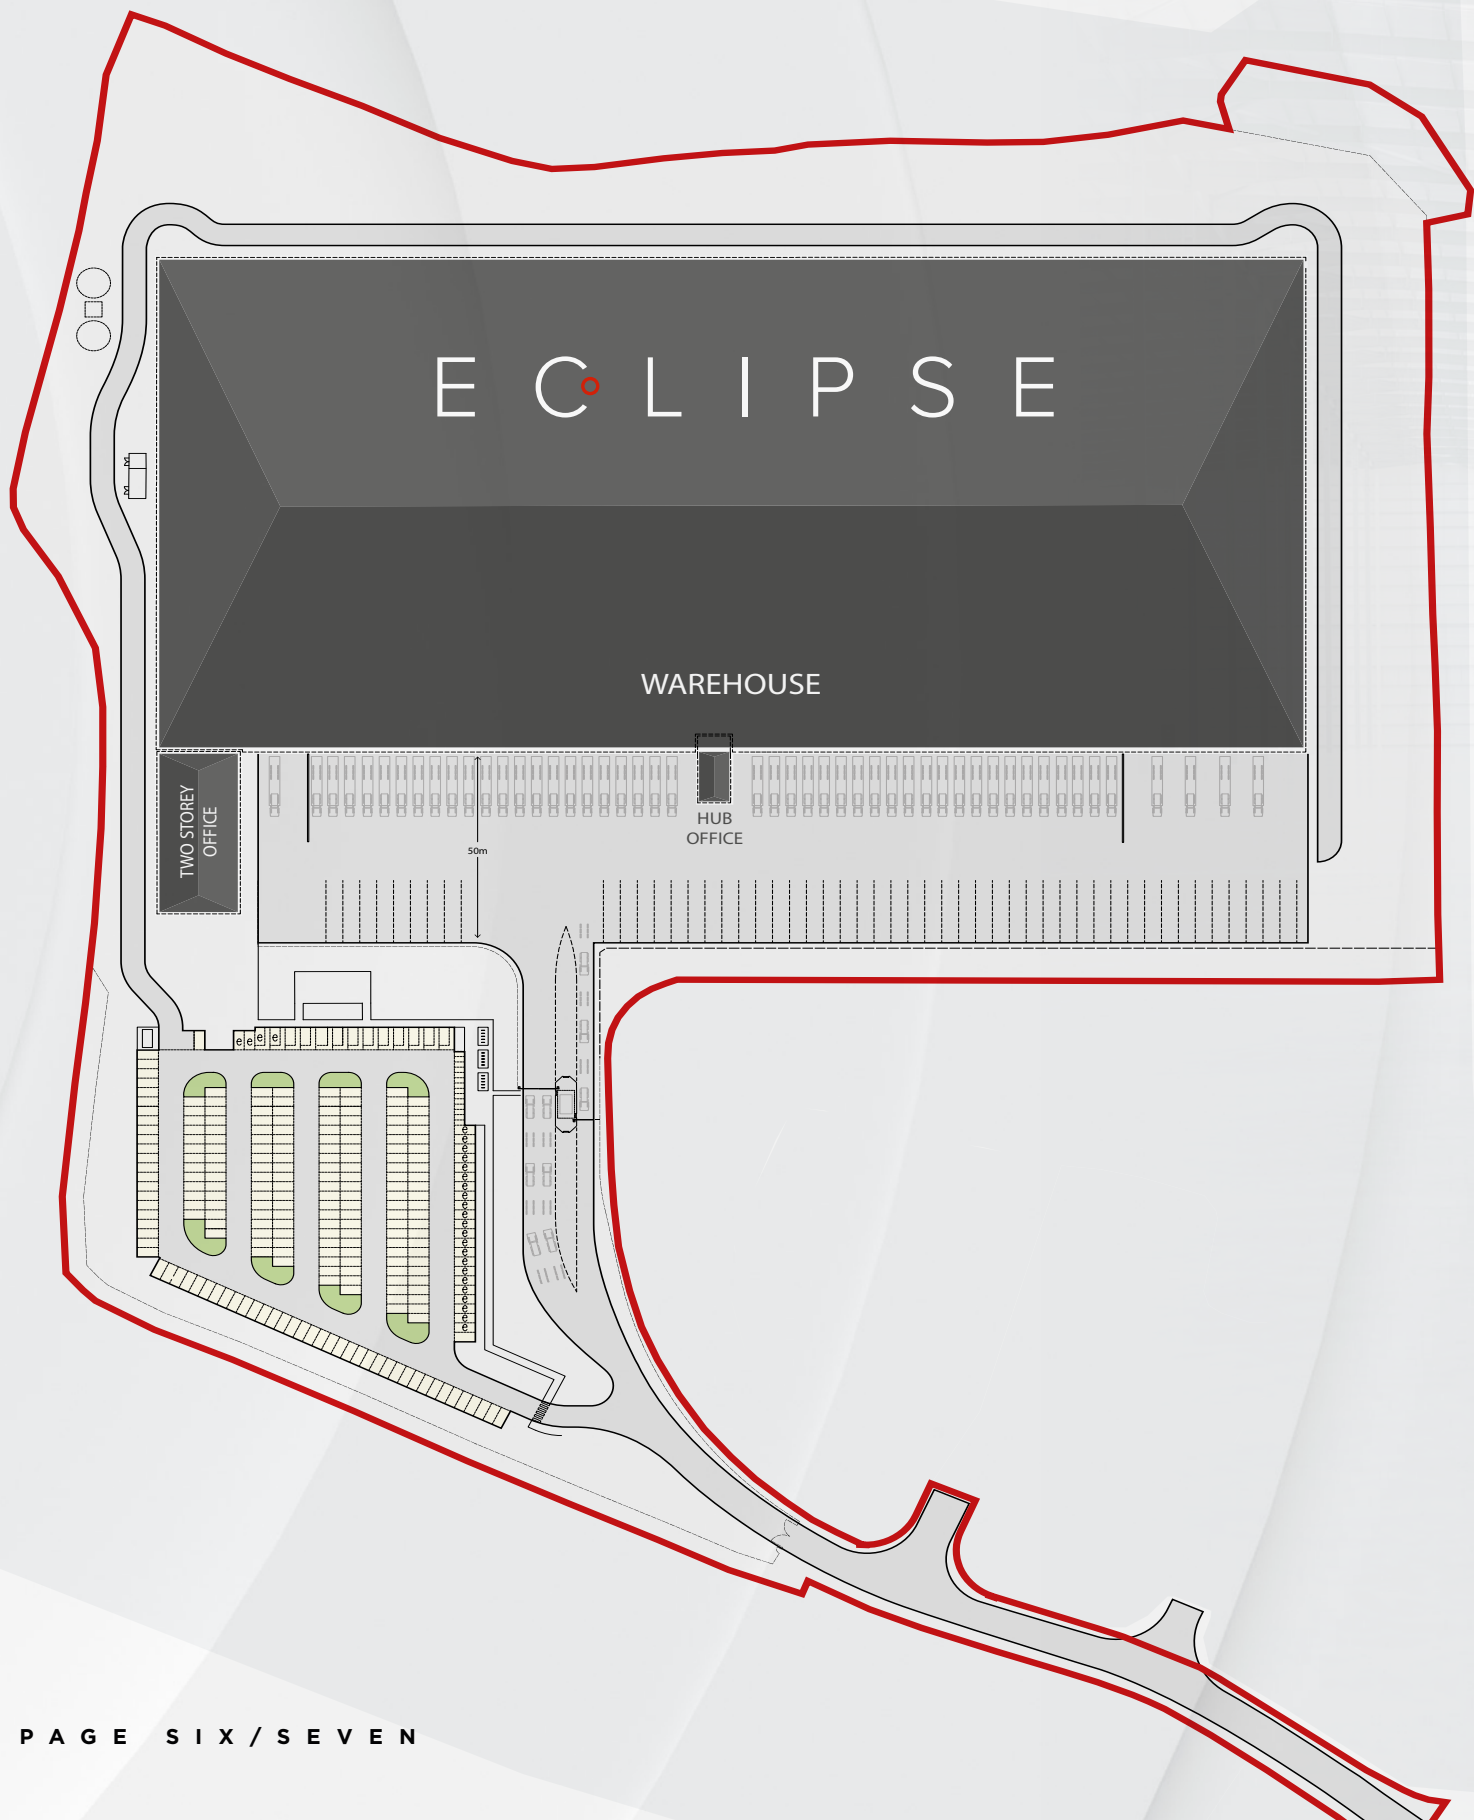 ECLIPSE
WAREHOUSE
TWO STOREY
OFFICE
HUB
OFFICE
50m
e e e e
PAGE SIX/SEVEN